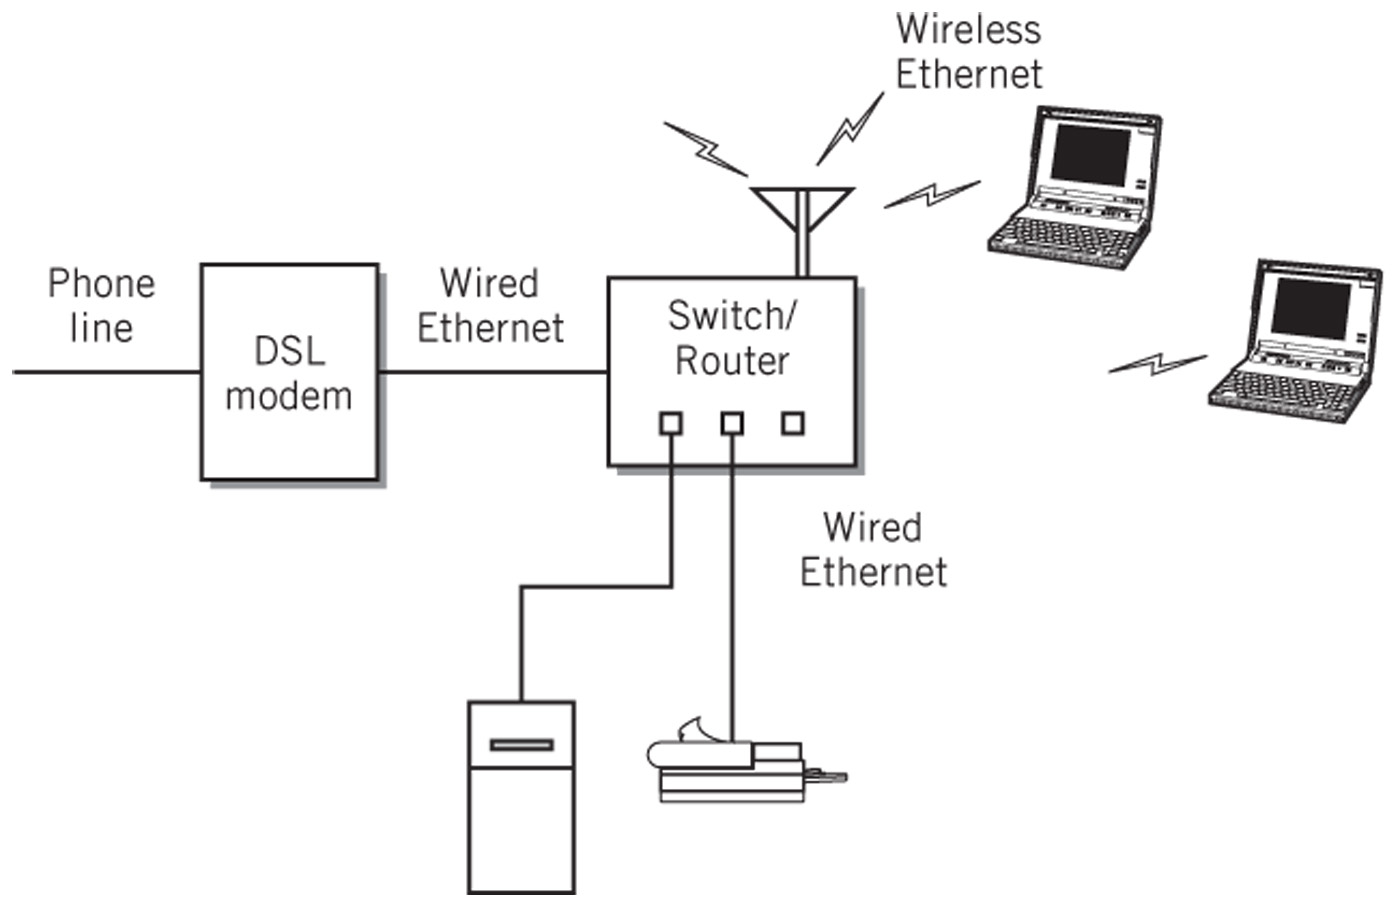 Wireless
Ethernet
Phone
line
DSL
modem
Wired
Ethernet
Switch/
Router
Wired
Ethernet